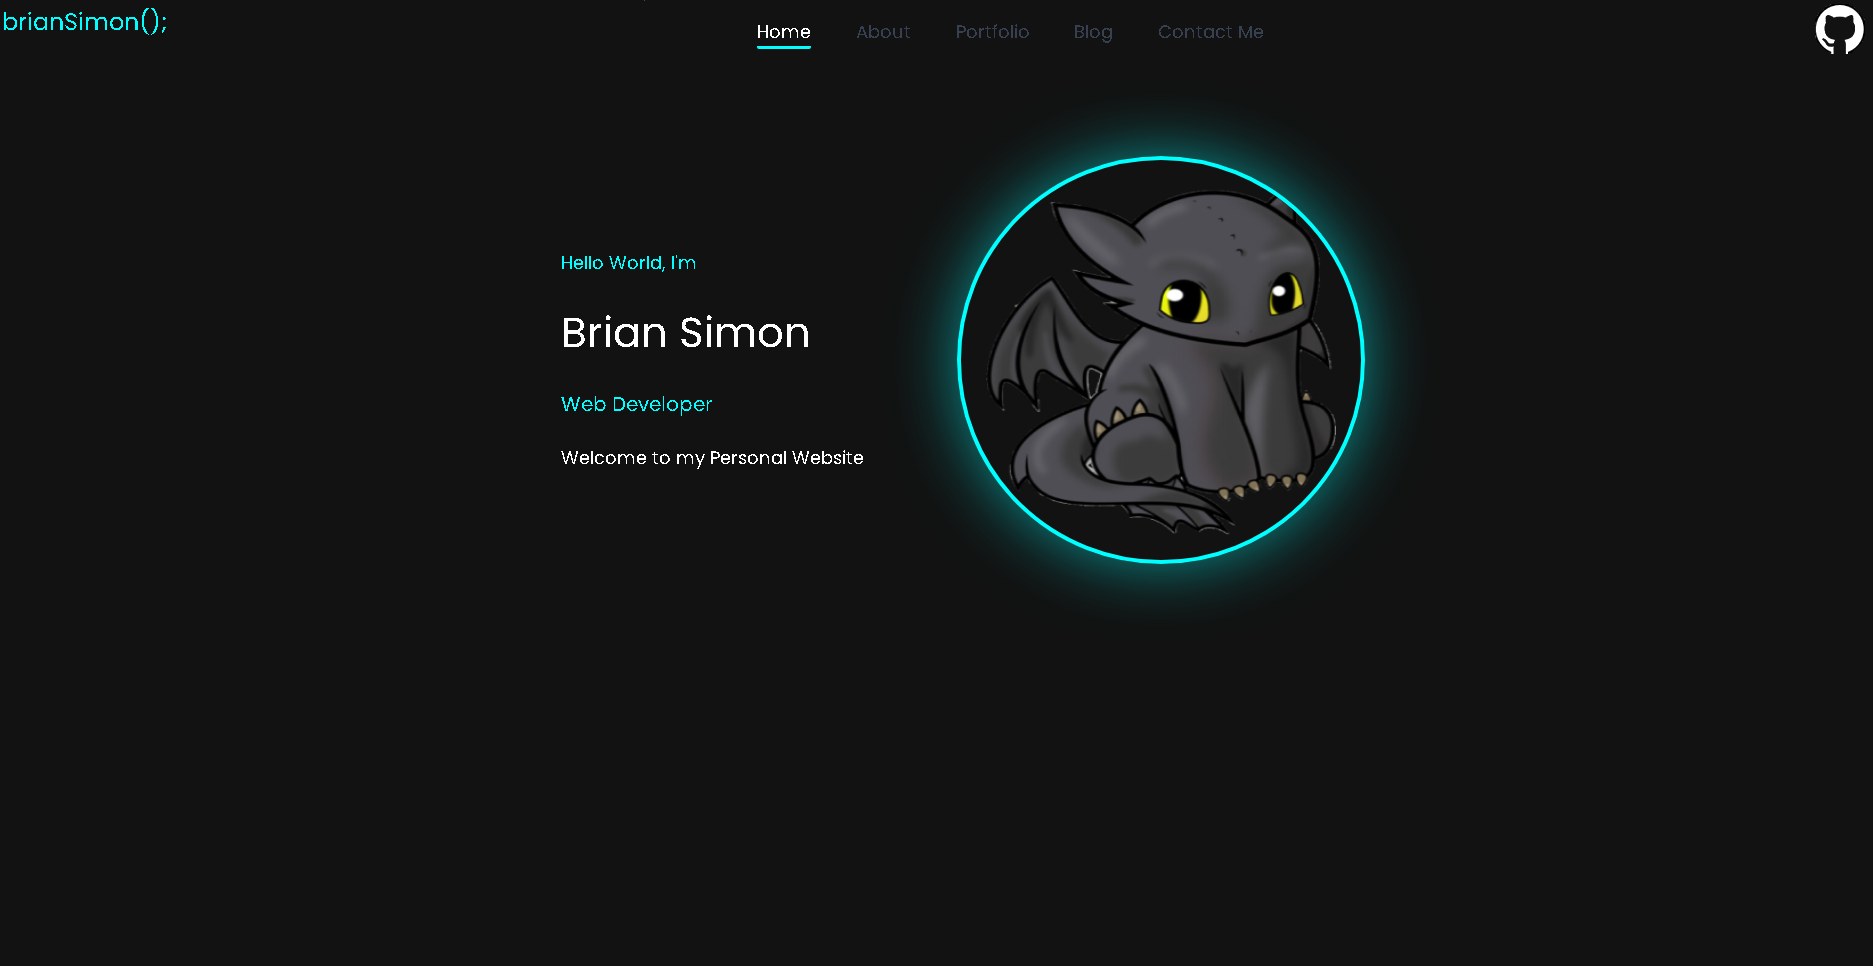 brianSimon();
Home About Portfolio Blog Contact Me
Hello World, I'm
Brian Simon
Web Developer
Welcome to my Personal Website